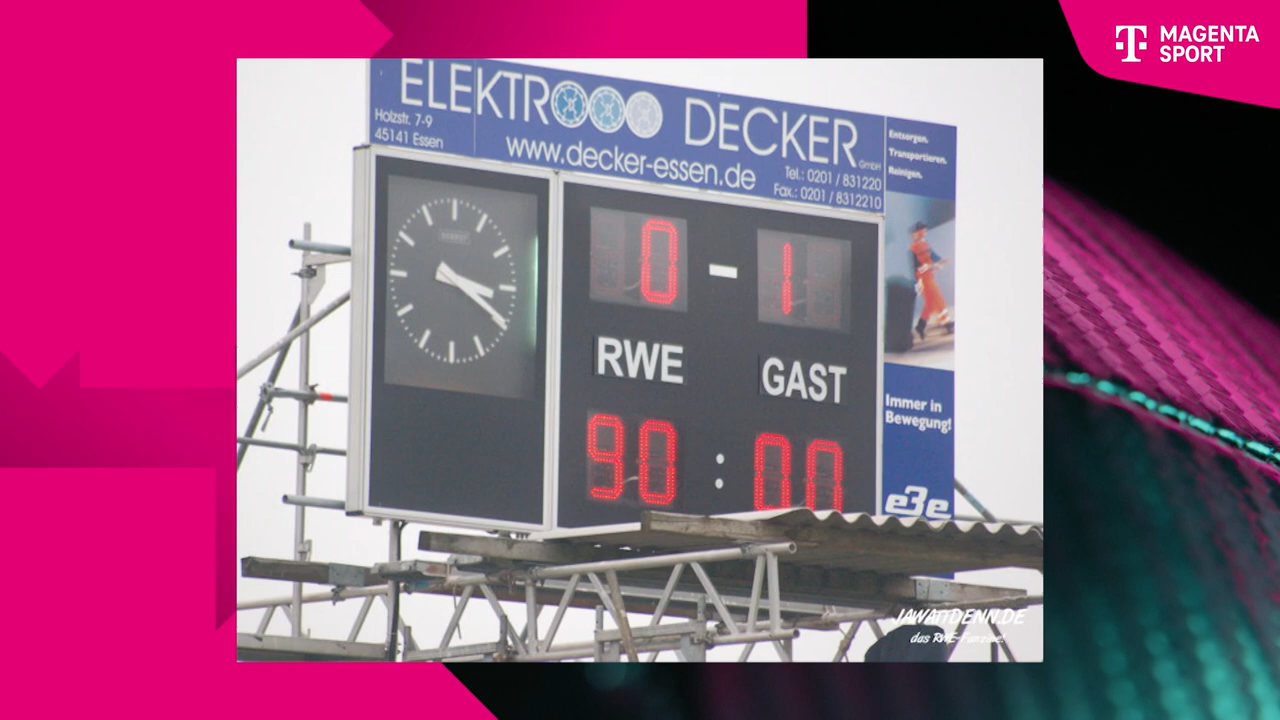 MAGENTA
SPORT
ELEKTRO DECKER
GmbH
Holzstr. 7-9
45141 Essen
www.decker-essen.de
Tel.: 0201 / 831220
Fax.: 0201 / 8312210
Entsorgen.
Transportieren.
Reinigen.
0 - 1
RWE GAST
90 : 00
Immer in
Bewegung!
e3e
JAWATTDENN.DE
das RWE-Fanzine!